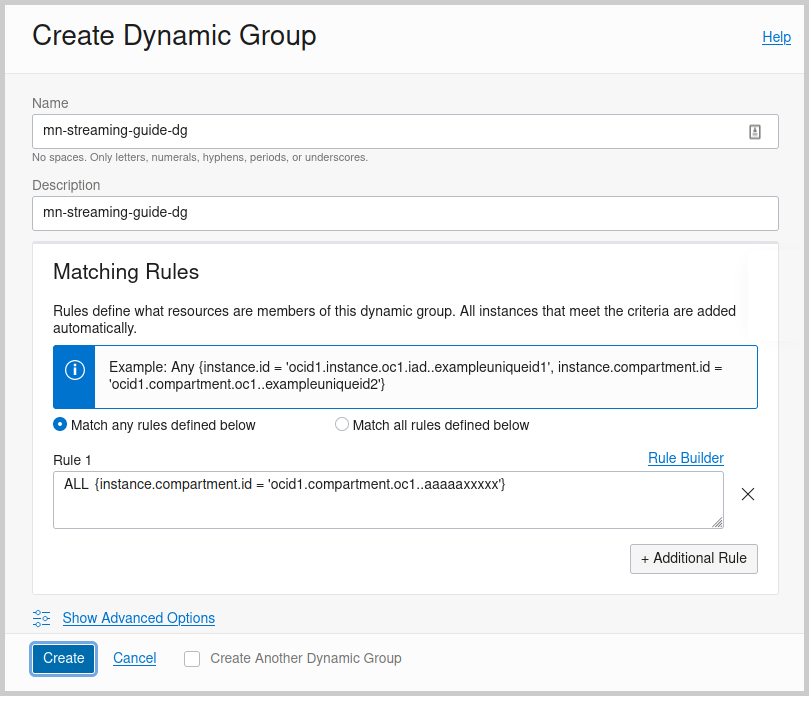 Create Dynamic Group
Help
Name
mn-streaming-guide-dg
No spaces. Only letters, numerals, hyphens, periods, or underscores.
Description
mn-streaming-guide-dg
Matching Rules
Rules define what resources are members of this dynamic group. All instances that meet the criteria are added
automatically.
Example: Any {instance.id = 'ocid1.instance.oc1.iad..exampleuniqueid1', instance.compartment.id =
'ocid1.compartment.oc1..exampleuniqueid2'}
Match any rules defined below
Match all rules defined below
Rule 1
Rule Builder
ALL {instance.compartment.id = 'ocid1.compartment.oc1..aaaaaxxxxx'}
+ Additional Rule
Show Advanced Options
Create
Cancel
Create Another Dynamic Group